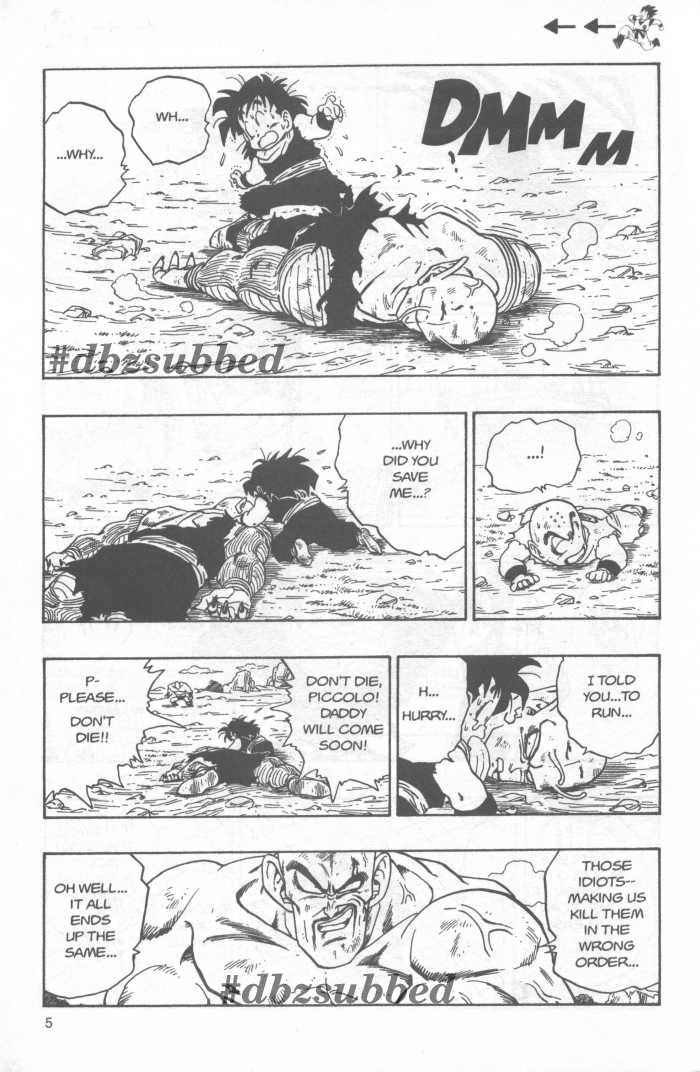 DMMM
WH...
...WHY...
#dbzsubbed
...!
...WHY
DID YOU
SAVE
ME...?
I TOLD
YOU...TO
RUN...
H...
HURRY...
DON'T DIE,
PICCOLO!
DADDY
WILL COME
SOON!
P-
PLEASE...
DON'T
DIE!!
THOSE
IDIOTS--
MAKING US
KILL THEM
IN THE
WRONG
ORDER...
OH WELL...
IT ALL
ENDS
UP THE
SAME...
#dbzsubbed
5